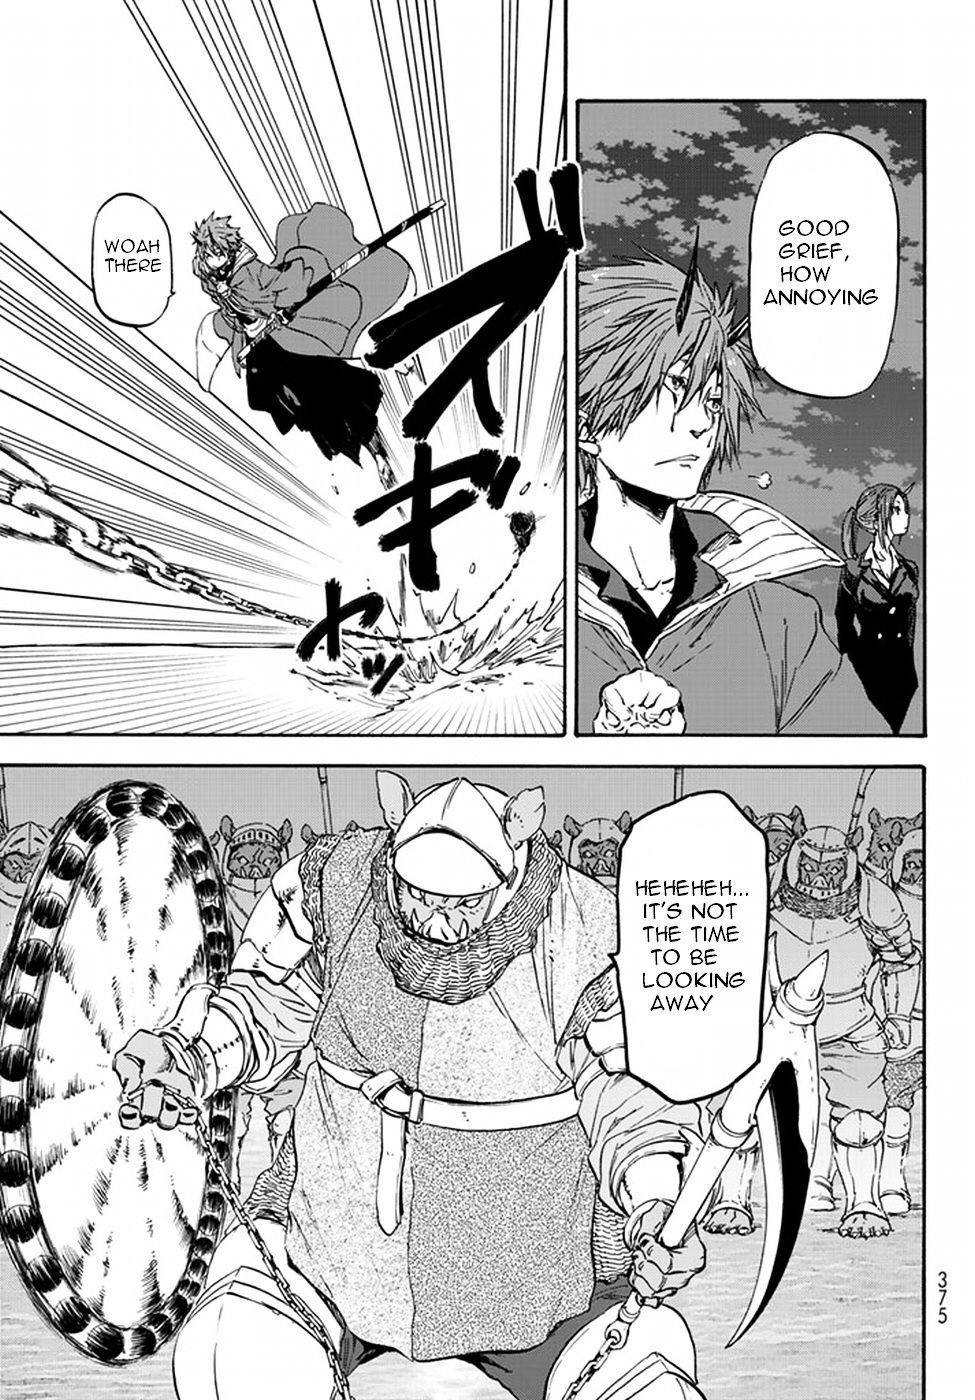 GOOD
GRIEF,
HOW
ANNOYING
WOAH
THERE
ズギャ
HEHEHEH...
IT'S NOT
THE TIME
TO BE
LOOKING
AWAY
375